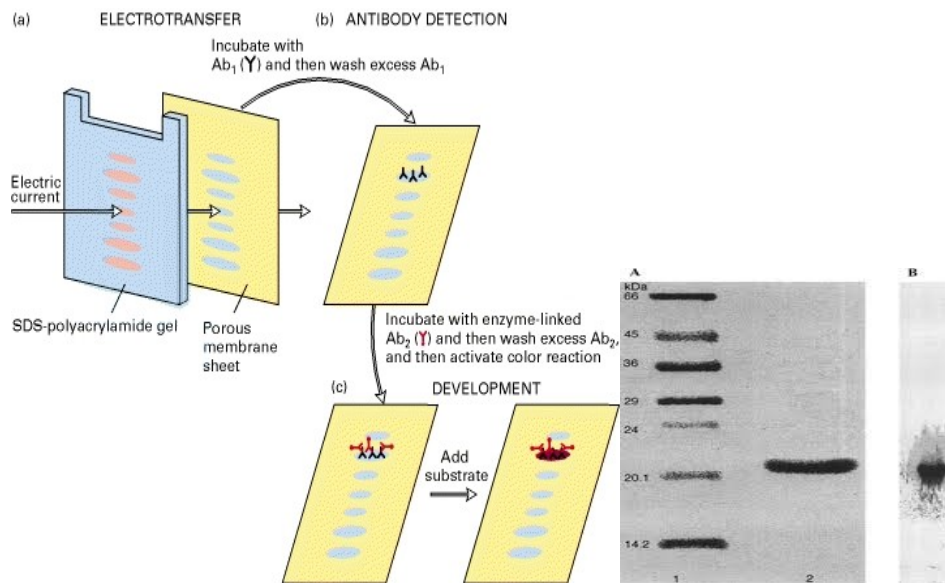 (a) ELECTROTRANSFER
(b) ANTIBODY DETECTION
Incubate with
Ab₁ (Y) and then wash excess Ab₁
Electric
current
SDS-polyacrylamide gel
Porous
membrane
sheet
Incubate with enzyme-linked
Ab₂ (Y) and then wash excess Ab₂,
and then activate color reaction
(c) DEVELOPMENT
Add
substrate
A
kDa
66
45
36
29
24
20.1
14.2
1 2
B